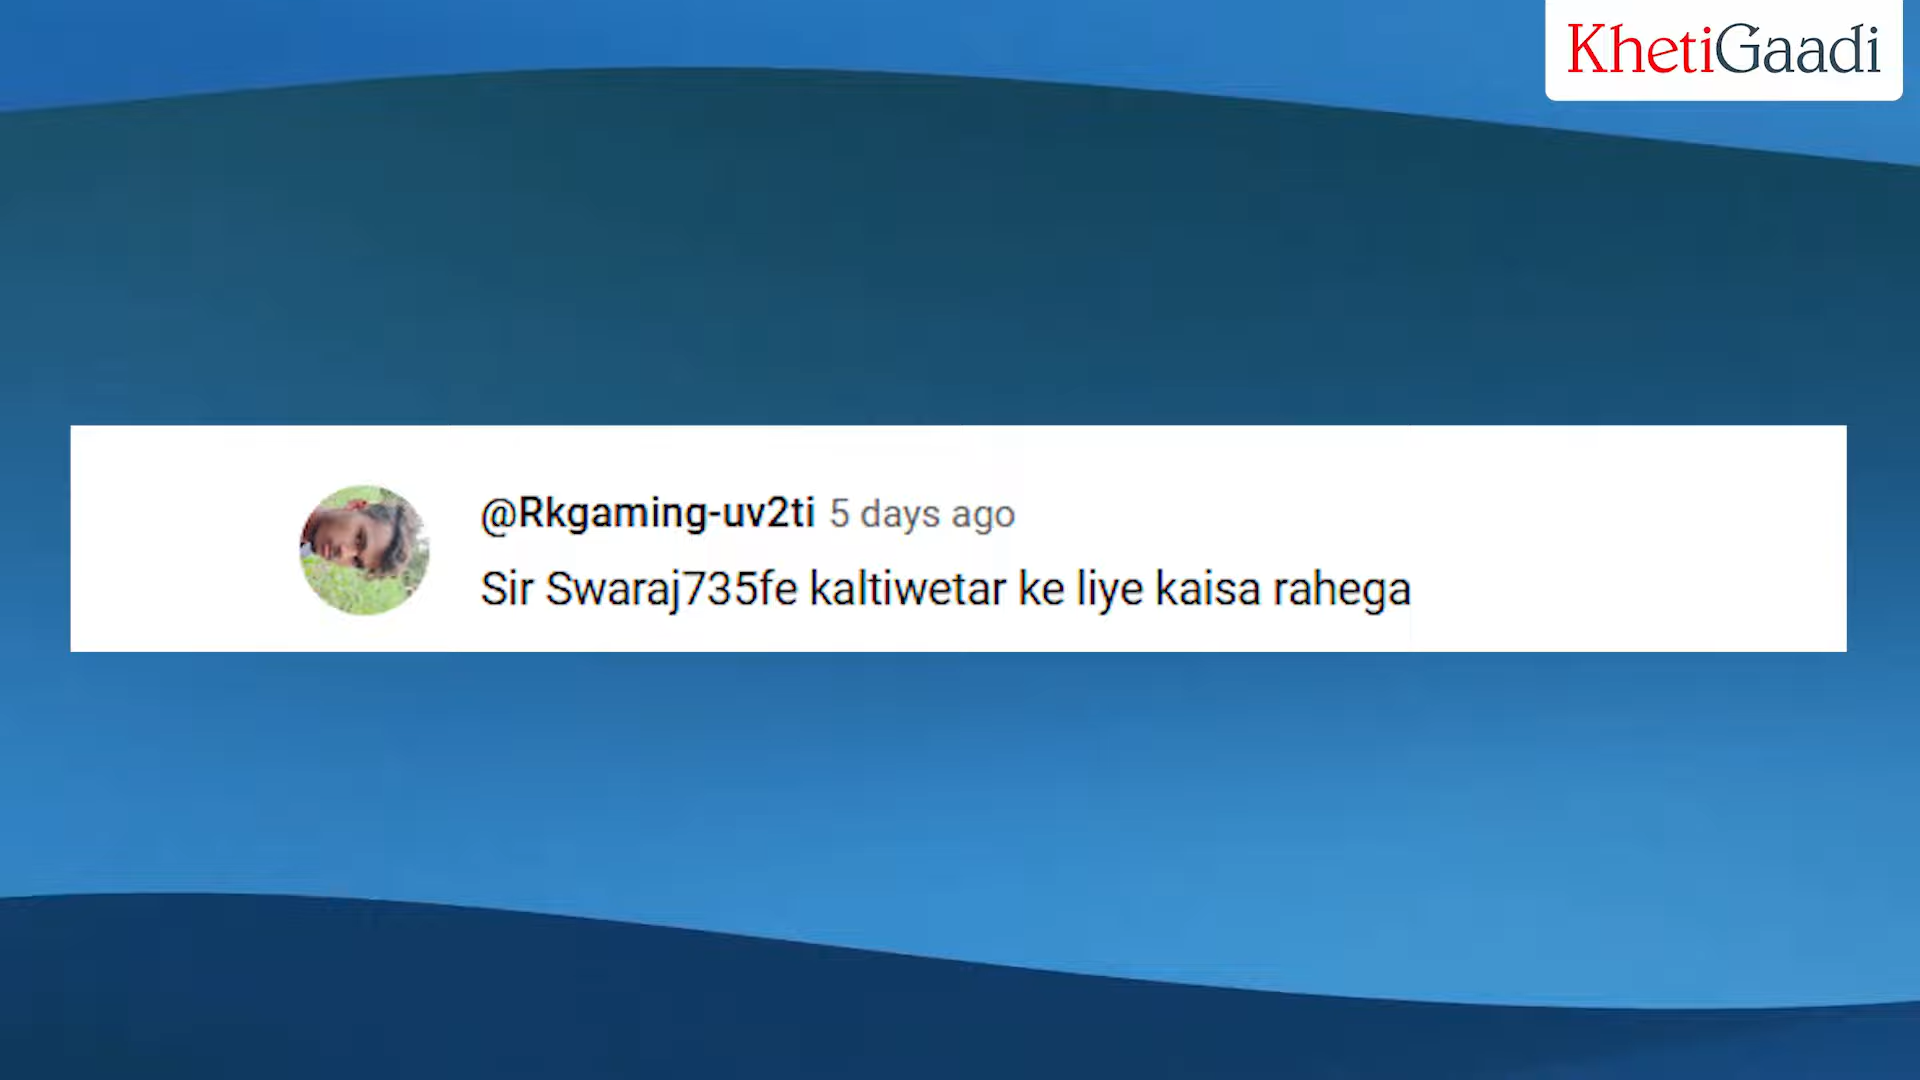 KhetiGaadi
@Rkgaming-uv2ti 5 days ago
Sir Swaraj735fe kaltiwetar ke liye kaisa rahega